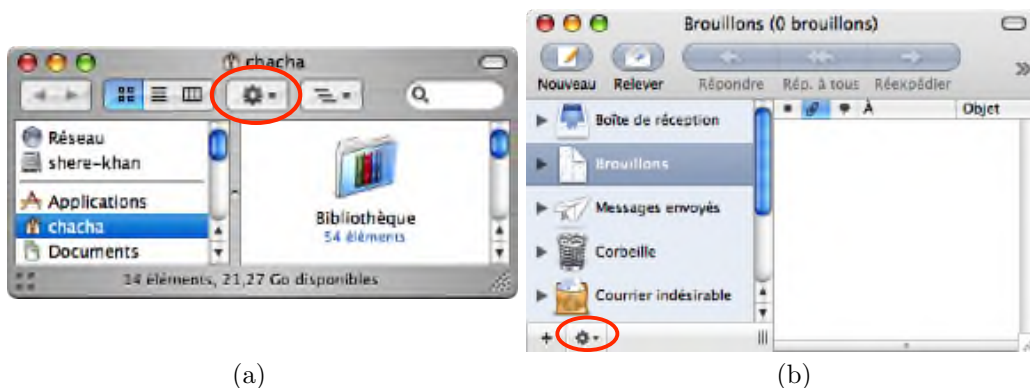 chacha
Réseau
shere-khan
Applications
chacha
Documents
Bibliothèque
54 éléments
14 éléments, 21,27 Go disponibles
(a)
Brouillons (0 brouillons)
Nouveau Relever Répondre Rép. à tous Réexpédier
À Objet
Boîte de réception
Brouillons
Messages envoyés
Corbeille
Courrier indésirable
(b)